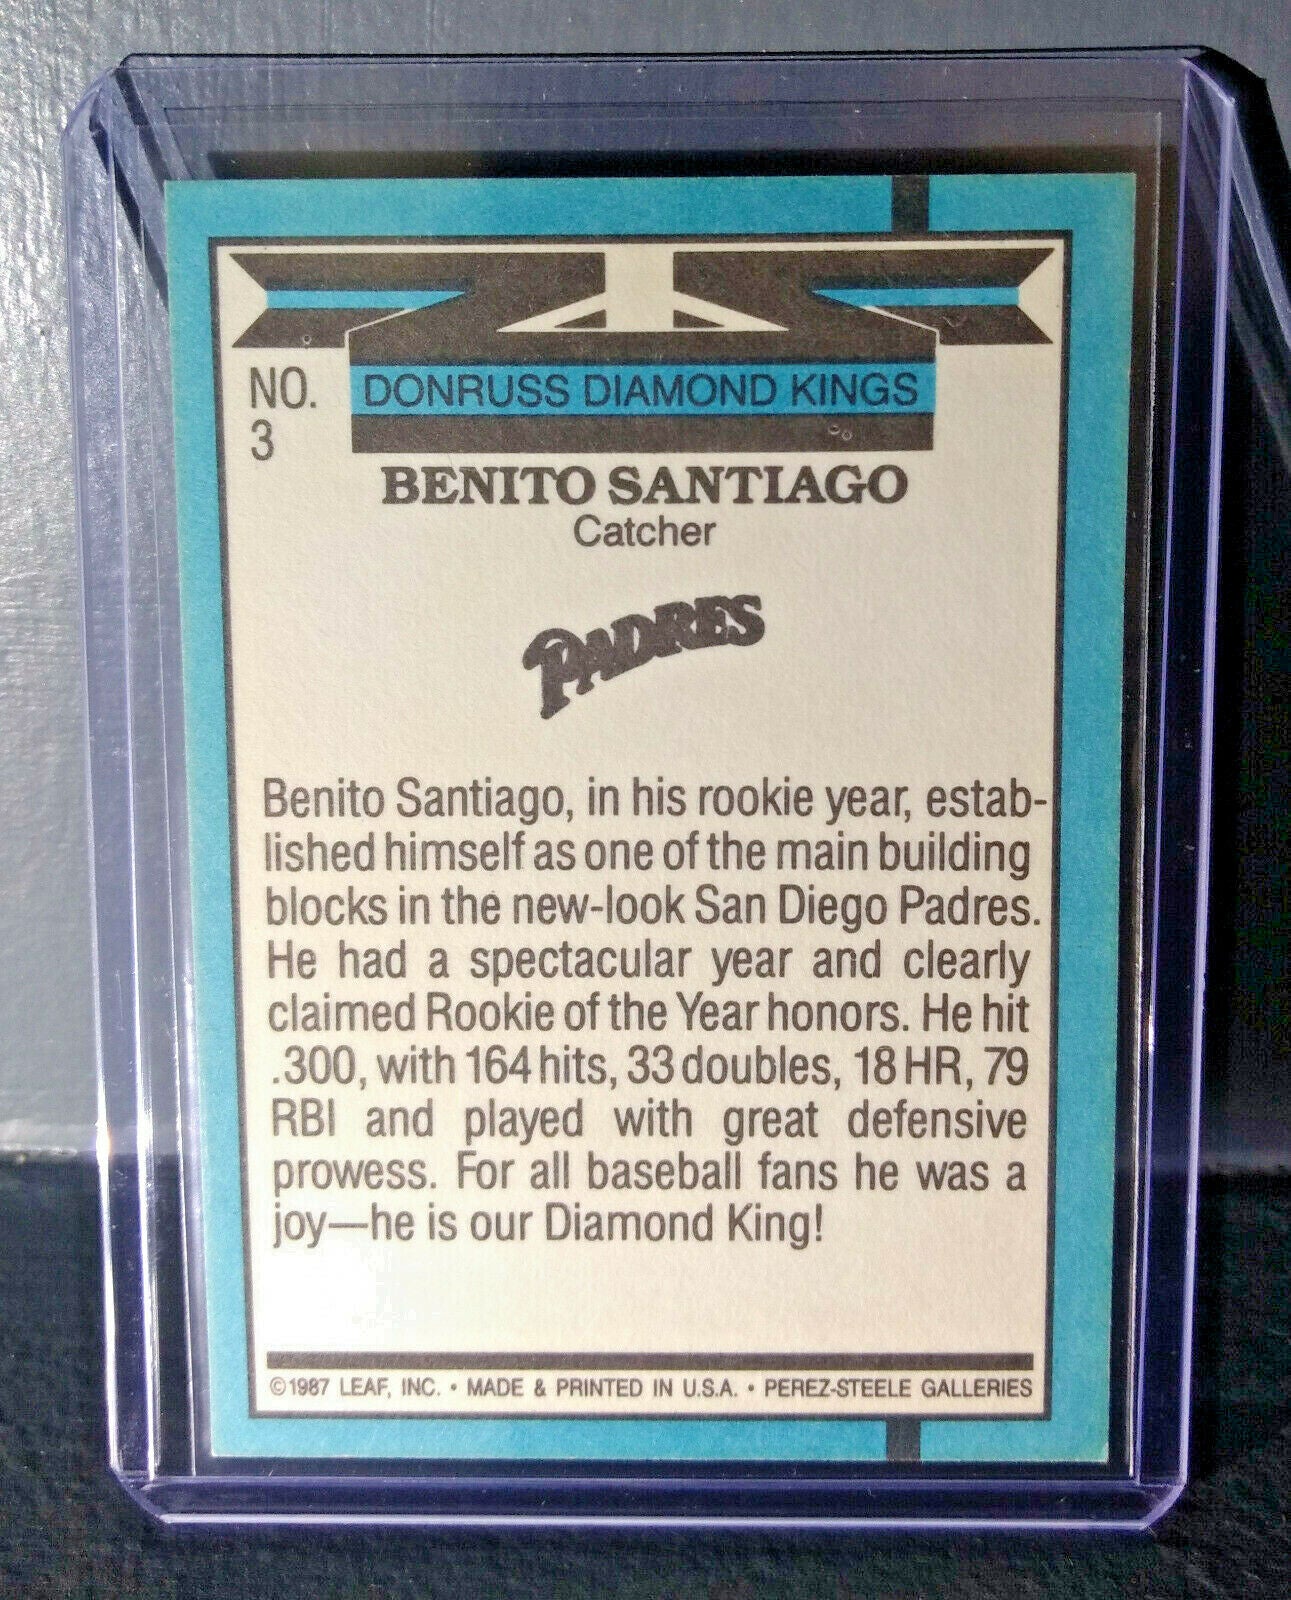 NO.
3
DONRUSS DIAMOND KINGS
BENITO SANTIAGO
Catcher
PADRES
Benito Santiago, in his rookie year, estab-
lished himself as one of the main building
blocks in the new-look San Diego Padres.
He had a spectacular year and clearly
claimed Rookie of the Year honors. He hit
.300, with 164 hits, 33 doubles, 18 HR, 79
RBI and played with great defensive
prowess. For all baseball fans he was a
joy—he is our Diamond King!
©1987 LEAF, INC. • MADE & PRINTED IN U.S.A. • PEREZ-STEELE GALLERIES